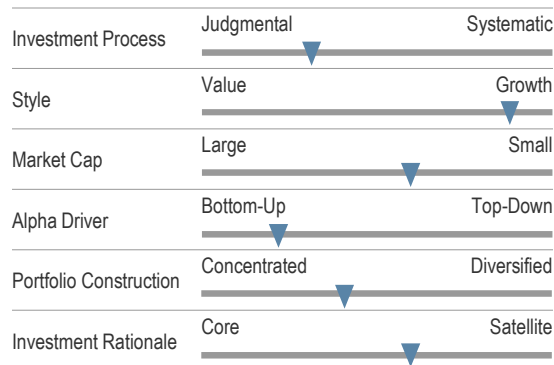 Investment Process Judgmental Systematic
Style Value Growth
Market Cap Large Small
Alpha Driver Bottom-Up Top-Down
Portfolio Construction Concentrated Diversified
Investment Rationale Core Satellite